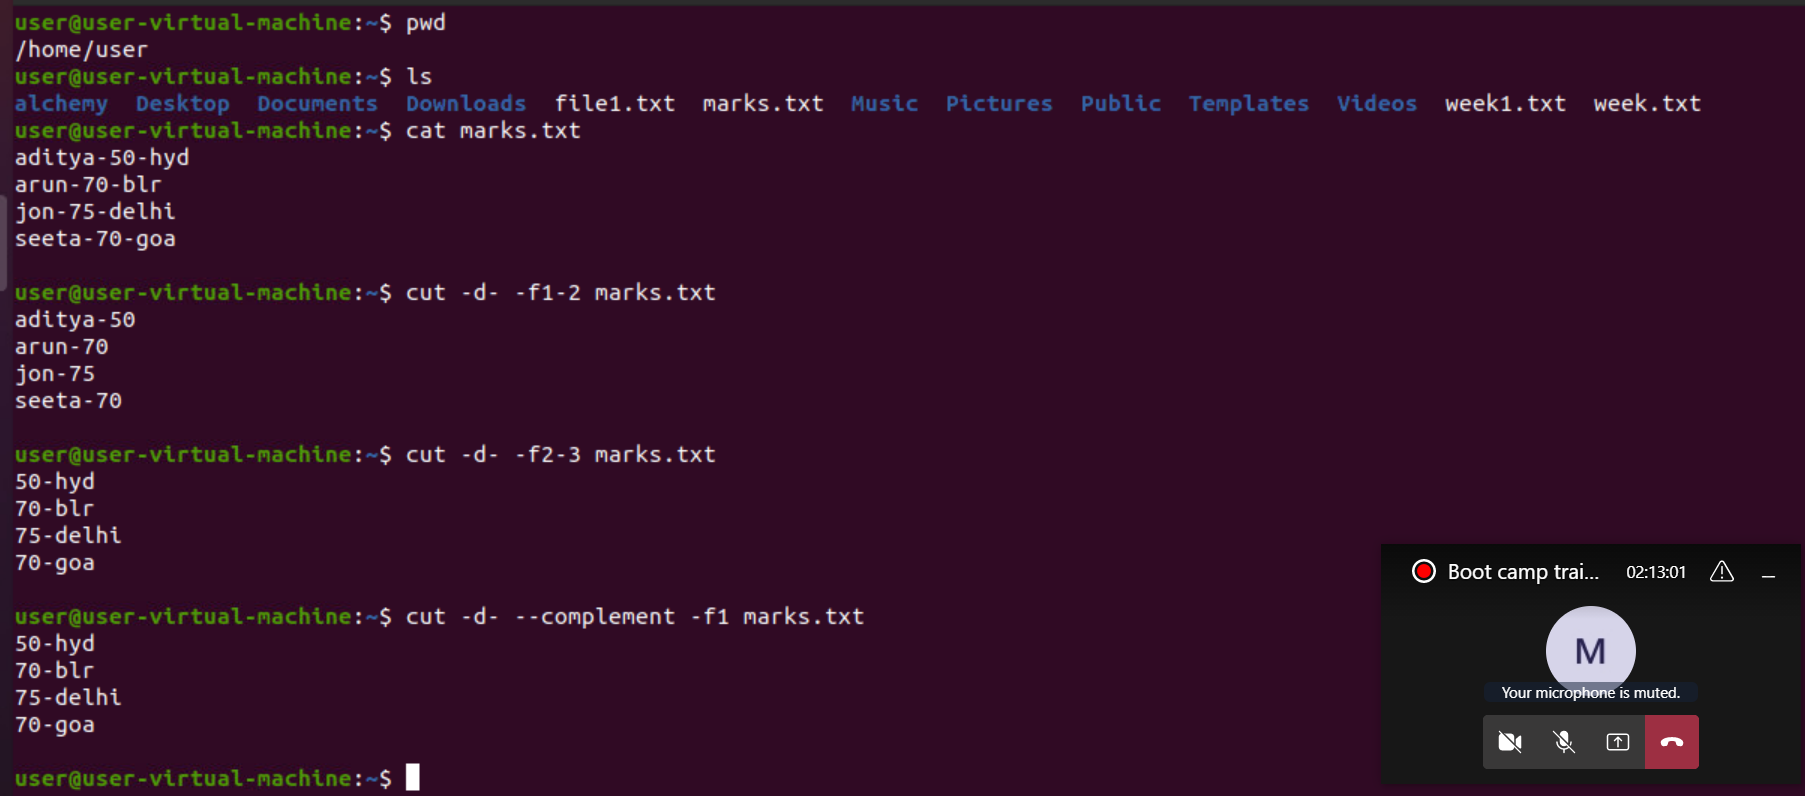 user@user-virtual-machine:~$ pwd
/home/user
user@user-virtual-machine:~$ ls
alchemy  Desktop  Documents  Downloads  file1.txt  marks.txt  Music  Pictures  Public  Templates  Videos  week1.txt  week.txt
user@user-virtual-machine:~$ cat marks.txt
aditya-50-hyd
arun-70-blr
jon-75-delhi
seeta-70-goa
user@user-virtual-machine:~$ cut -d- -f1-2 marks.txt
aditya-50
arun-70
jon-75
seeta-70
user@user-virtual-machine:~$ cut -d- -f2-3 marks.txt
50-hyd
70-blr
75-delhi
70-goa
user@user-virtual-machine:~$ cut -d- --complement -f1 marks.txt
50-hyd
70-blr
75-delhi
70-goa
user@user-virtual-machine:~$
Boot camp trai... 02:13:01
M
Your microphone is muted.